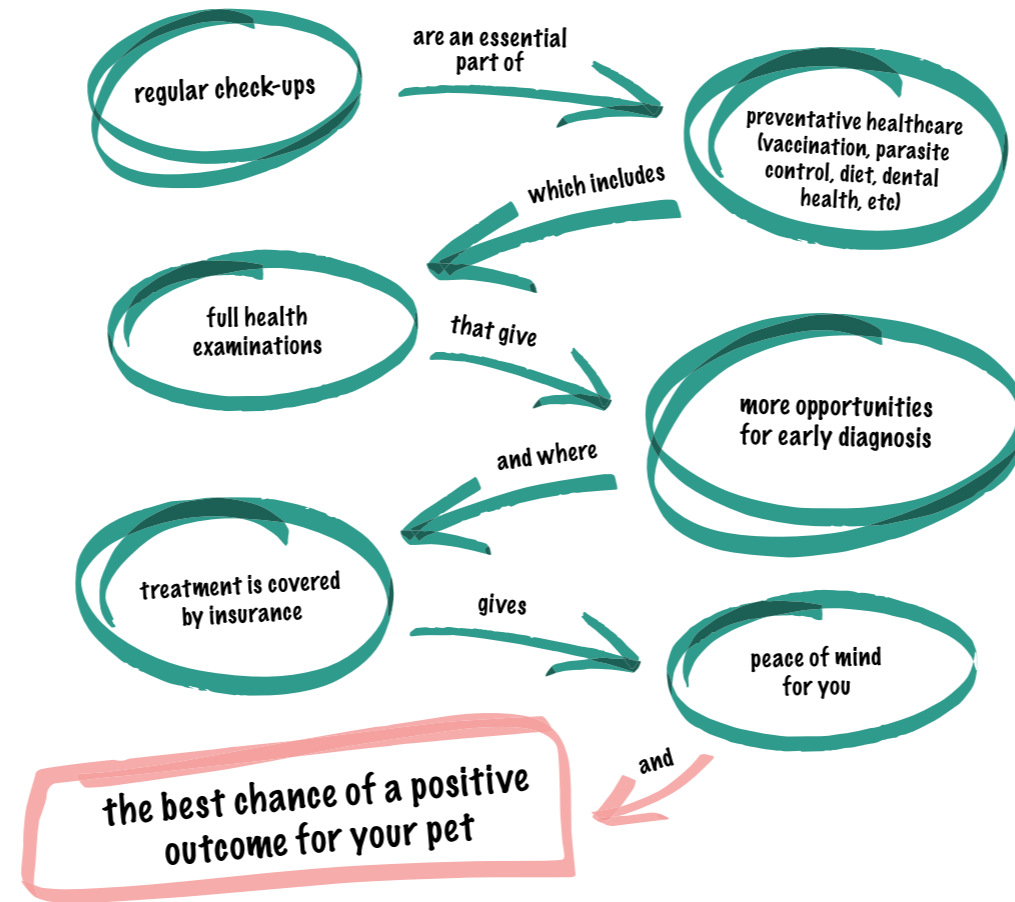 regular check-ups
are an essential
part of
preventative healthcare
(vaccination, parasite
control, diet, dental
health, etc)
which includes
full health
examinations
that give
more opportunities
for early diagnosis
and where
treatment is covered
by insurance
gives
peace of mind
for you
and
the best chance of a positive
outcome for your pet